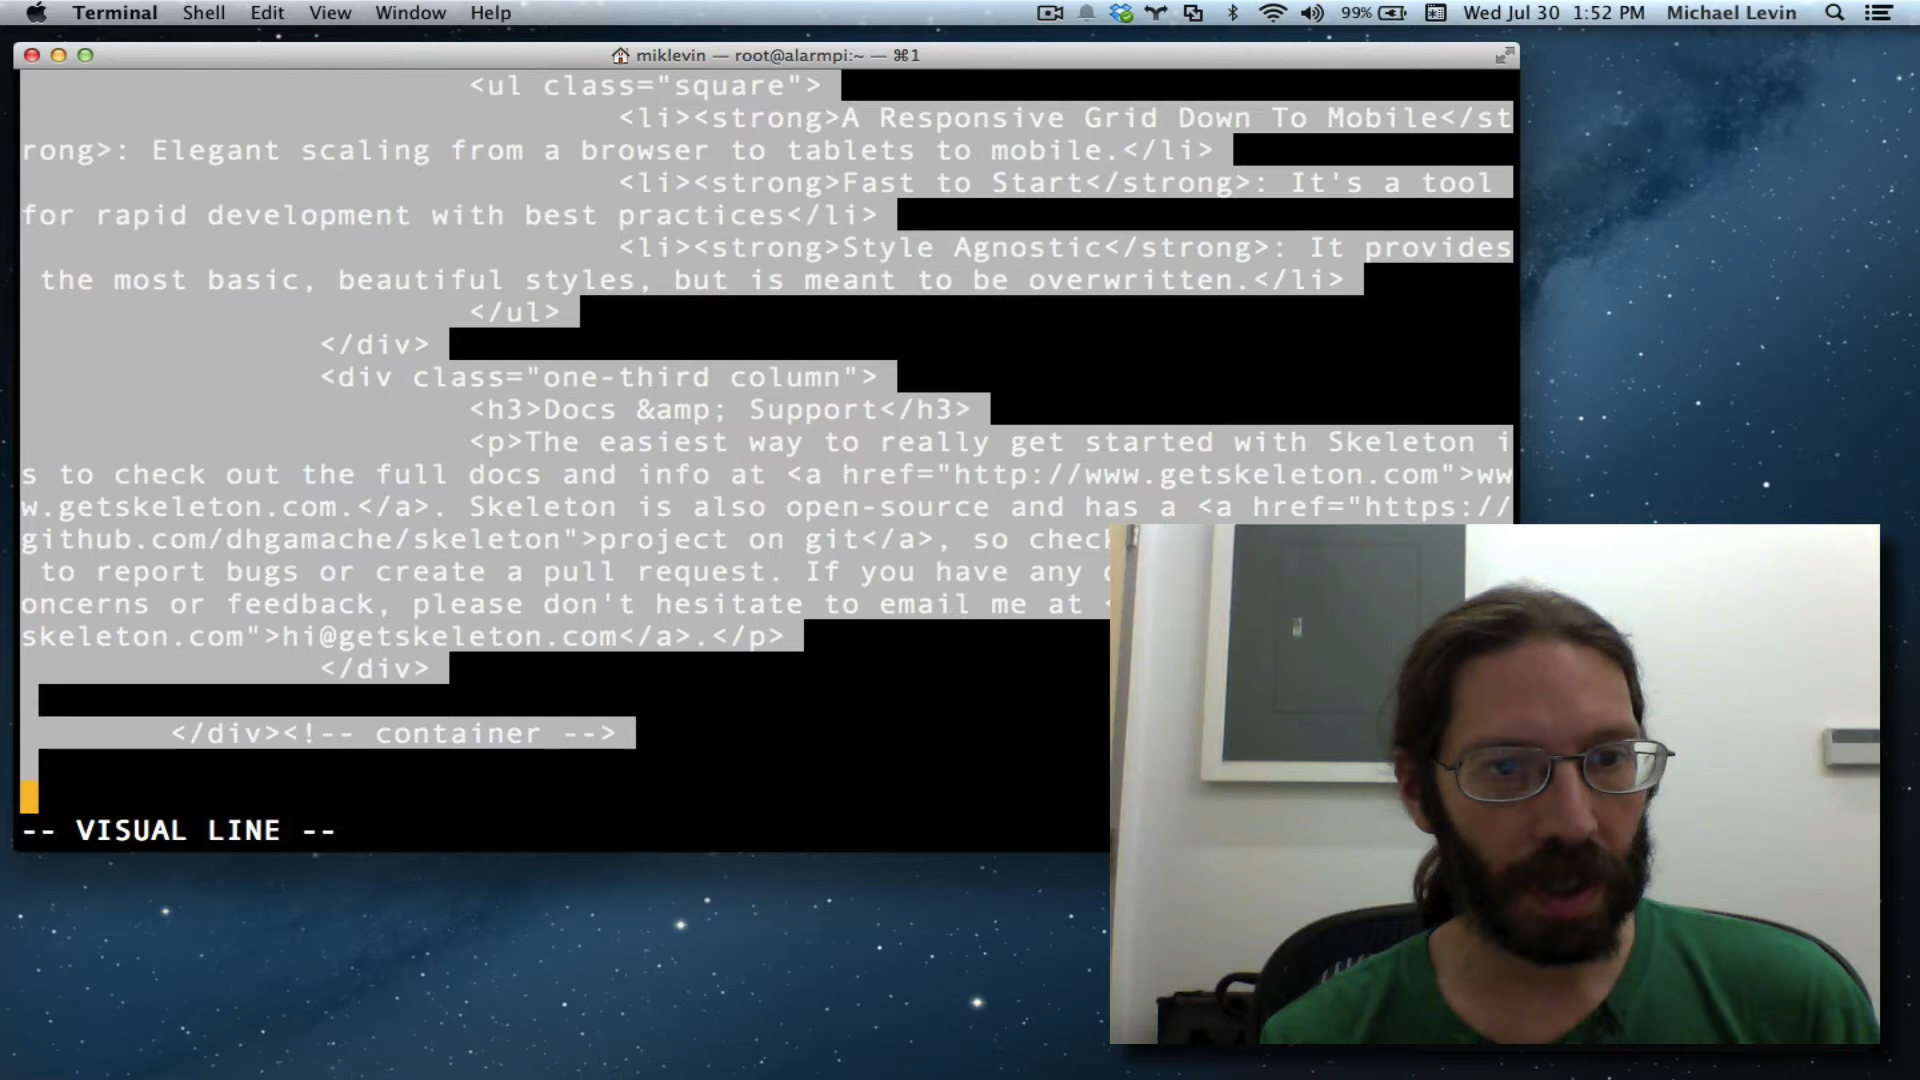 Terminal Shell Edit View Window Help 99% Wed Jul 30 1:52 PM Michael Levin
miklevin — root@alarmpi:~ — ⌘1
<ul class="square">
<li><strong>A Responsive Grid Down To Mobile</st
rong>: Elegant scaling from a browser to tablets to mobile.</li>
<li><strong>Fast to Start</strong>: It's a tool
for rapid development with best practices</li>
<li><strong>Style Agnostic</strong>: It provides
the most basic, beautiful styles, but is meant to be overwritten.</li>
</ul>
</div>
<div class="one-third column">
<h3>Docs &amp; Support</h3>
<p>The easiest way to really get started with Skeleton i
s to check out the full docs and info at <a href="http://www.getskeleton.com">ww
w.getskeleton.com.</a>. Skeleton is also open-source and has a <a href="https://
github.com/dhgamache/skeleton">project on git</a>, so check
to report bugs or create a pull request. If you have any
oncerns or feedback, please don't hesitate to email me at <
skeleton.com">hi@getskeleton.com</a>.</p>
</div>
</div><!-- container -->
-- VISUAL LINE --